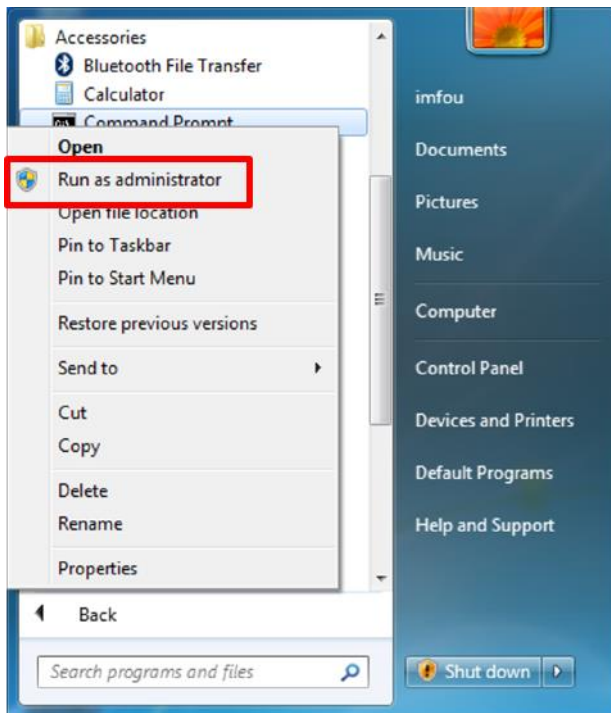 Accessories
Bluetooth File Transfer
Calculator
Command Prompt
Open
Run as administrator
Open file location
Pin to Taskbar
Pin to Start Menu
Restore previous versions
Send to
Cut
Copy
Delete
Rename
Properties
Back
Search programs and files
imfou
Documents
Pictures
Music
Computer
Control Panel
Devices and Printers
Default Programs
Help and Support
Shut down